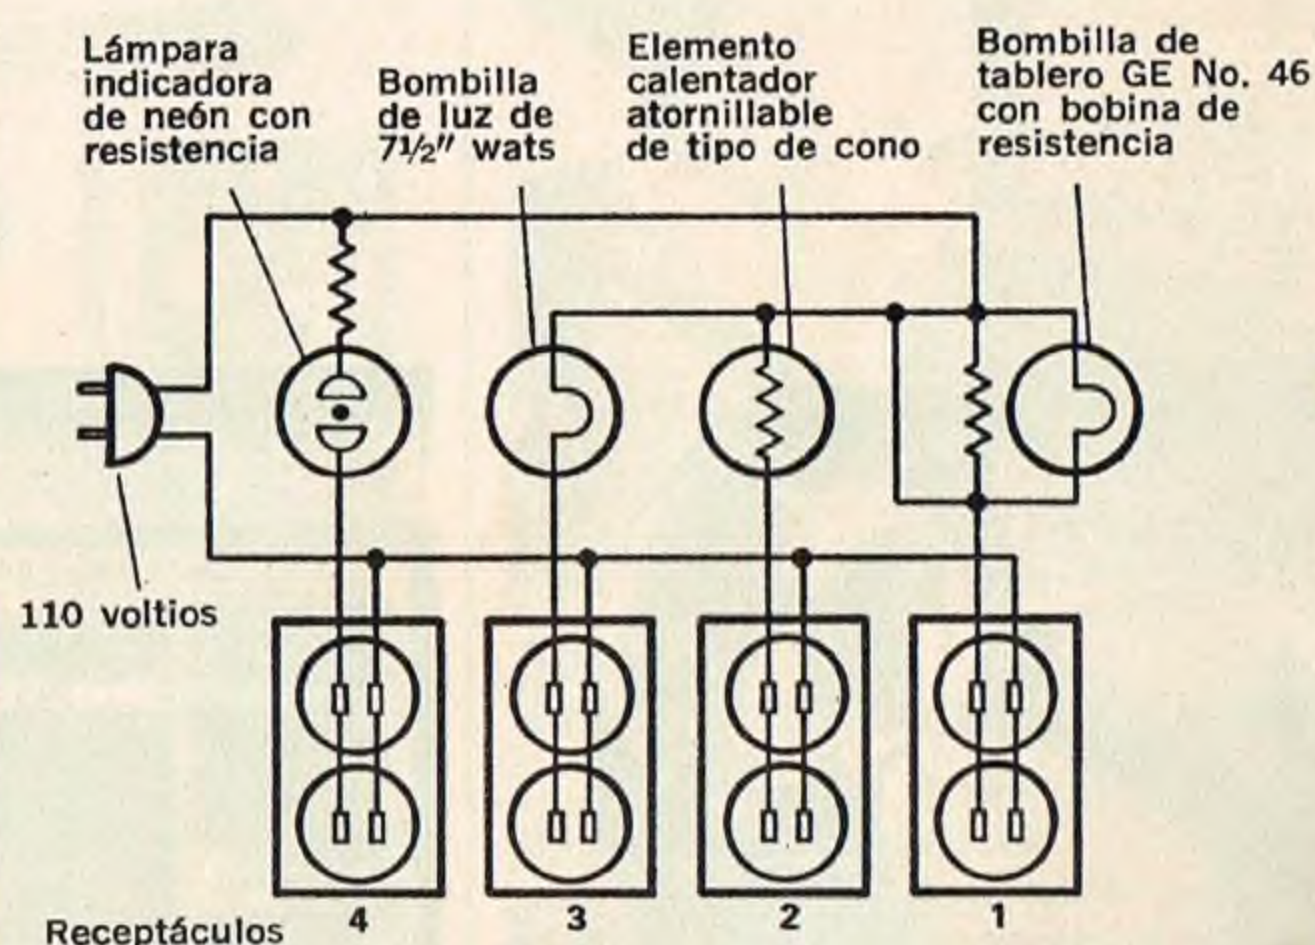 Lámpara
indicadora
de neón con
resistencia
Bombilla
de luz de
7½" wats
Elemento
calentador
atornillable
de tipo de cono
Bombilla de
tablero GE No. 46
con bobina de
resistencia
110 voltios
Receptáculos
4
3
2
1